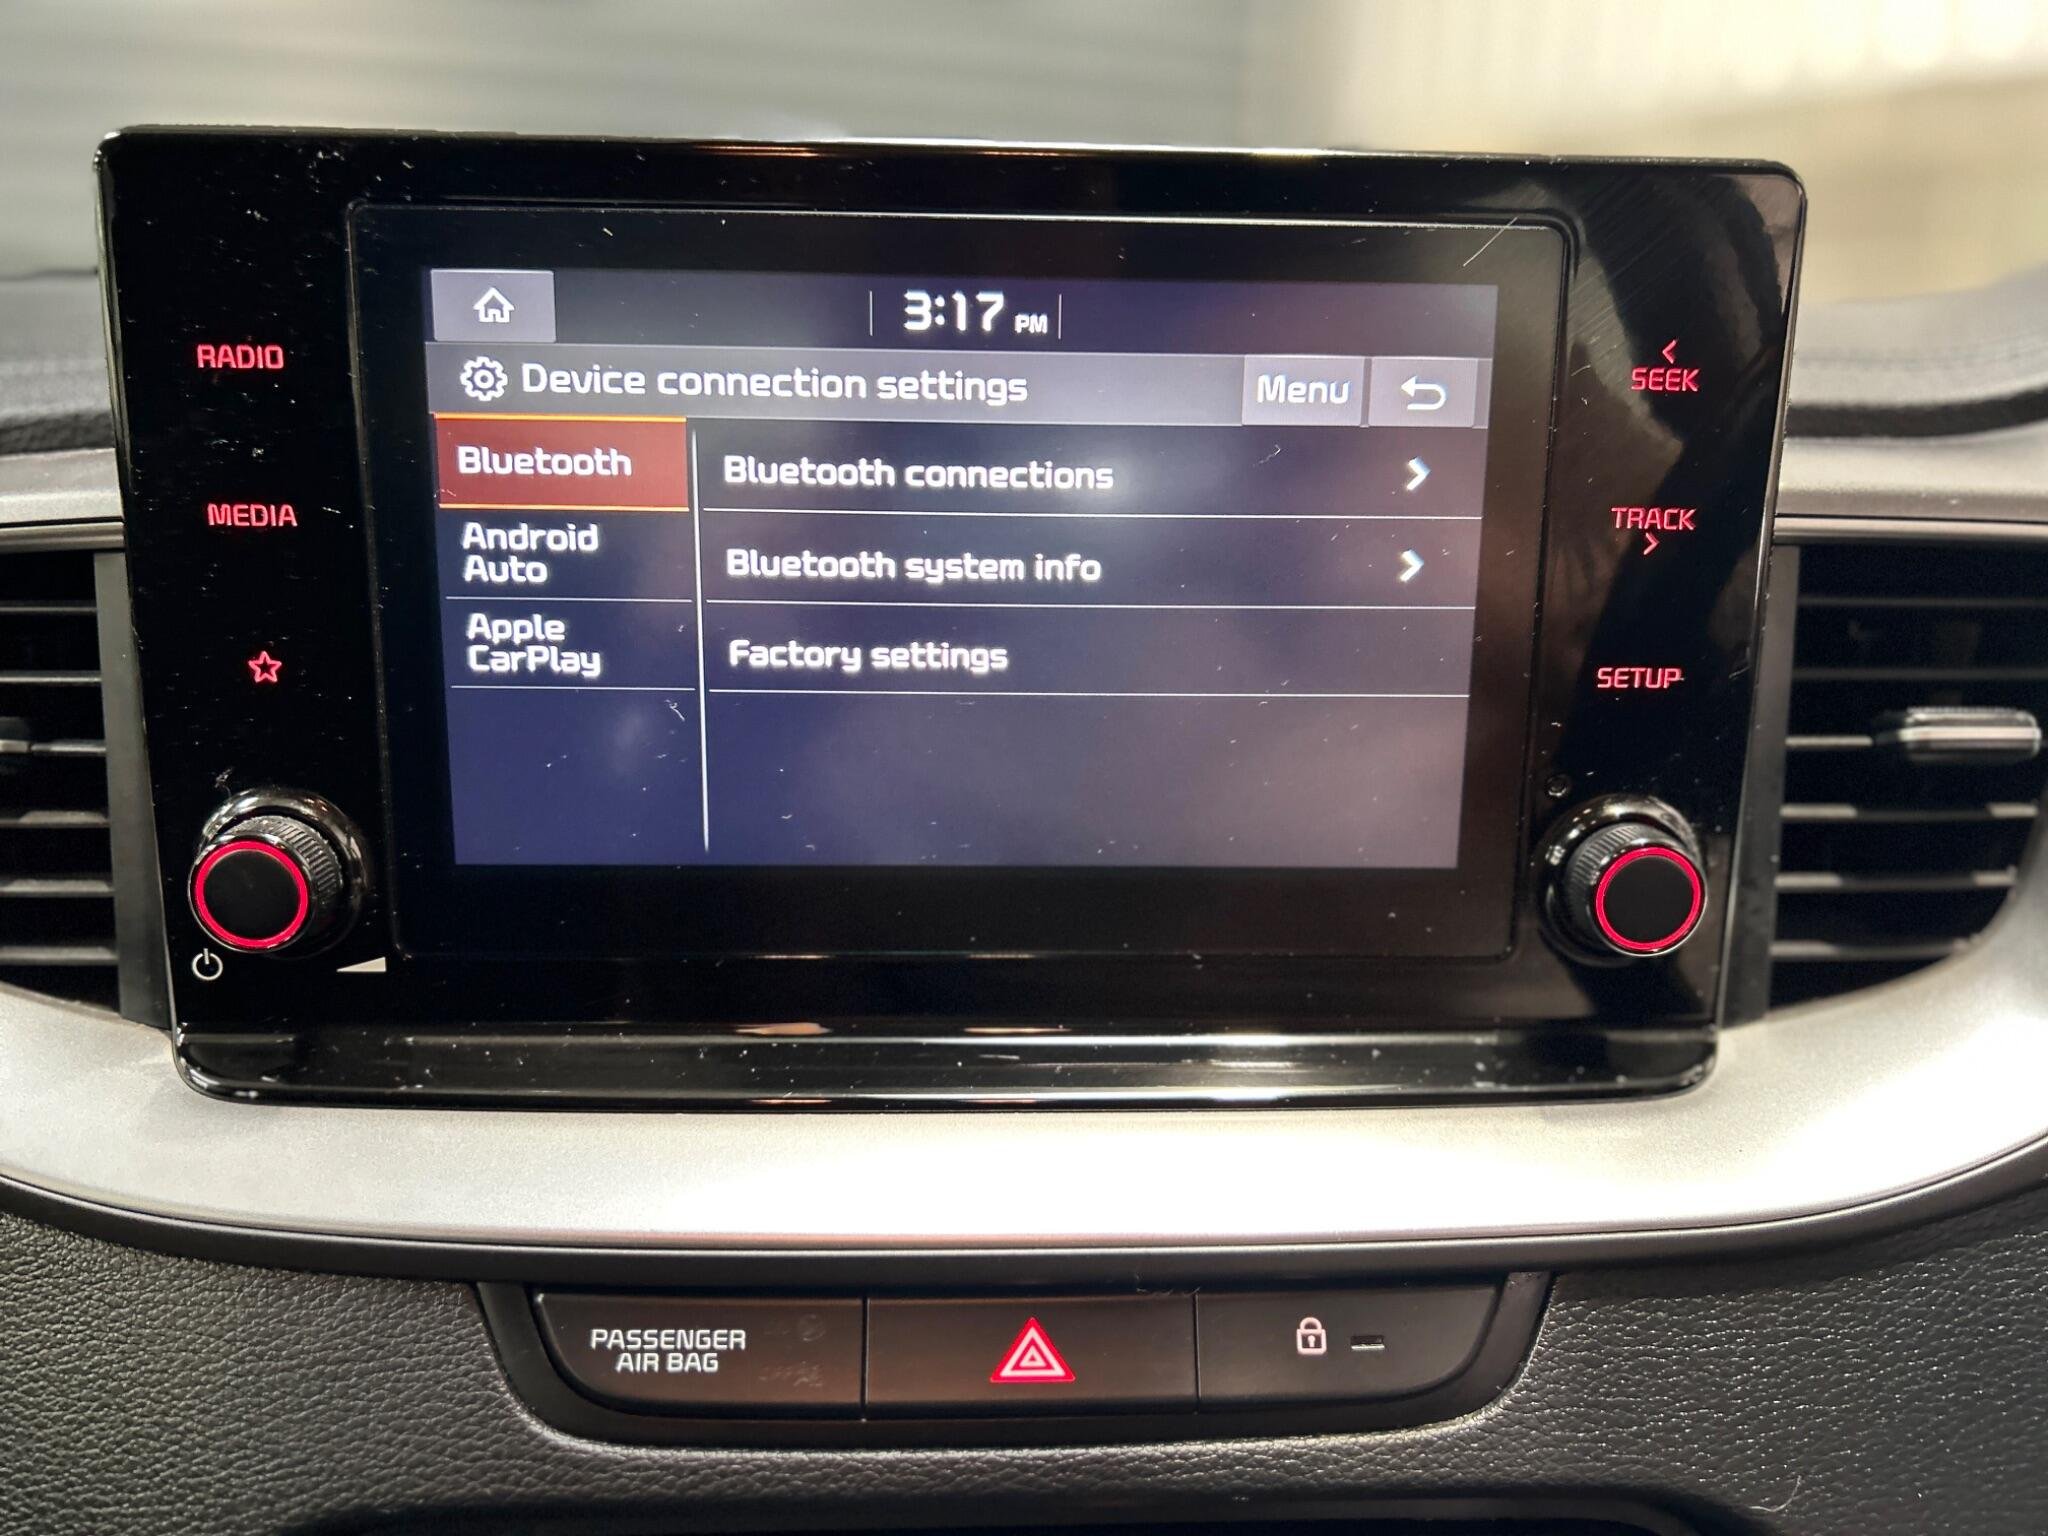 3:17 PM
Device connection settings
Menu
Bluetooth
Android
Auto
Apple
CarPlay
Bluetooth connections
Bluetooth system info
Factory settings
RADIO
MEDIA
SEEK
TRACK
SETUP
PASSENGER
AIR BAG